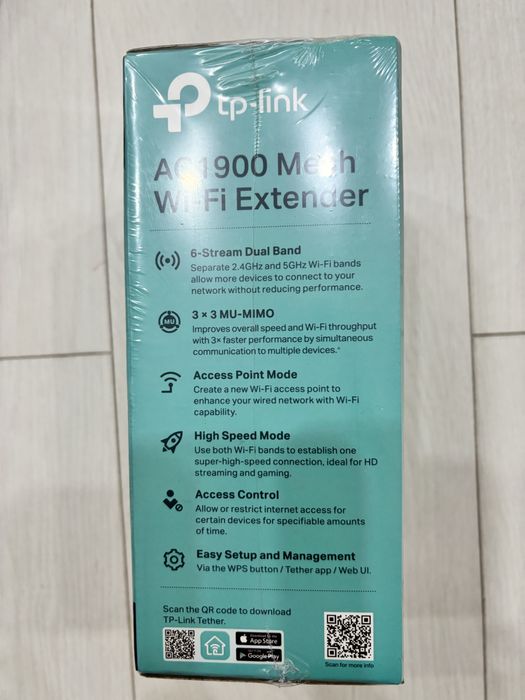 tp-link
AC1900 Mesh
Wi-Fi Extender
6-Stream Dual Band
Separate 2.4GHz and 5GHz Wi-Fi bands
allow more devices to connect to your
network without reducing performance.
MU
3 × 3 MU-MIMO
Improves overall speed and Wi-Fi throughput
with 3× faster performance by simultaneous
communication to multiple devices.^
Access Point Mode
Create a new Wi-Fi access point to
enhance your wired network with Wi-Fi
capability.
High Speed Mode
Use both Wi-Fi bands to establish one
super-high-speed connection, ideal for HD
streaming and gaming.
Access Control
Allow or restrict internet access for
certain devices for specifiable amounts
of time.
Easy Setup and Management
Via the WPS button / Tether app / Web UI.
Scan the QR code to download
TP-Link Tether.
App Store
Google Play
Scan for more info